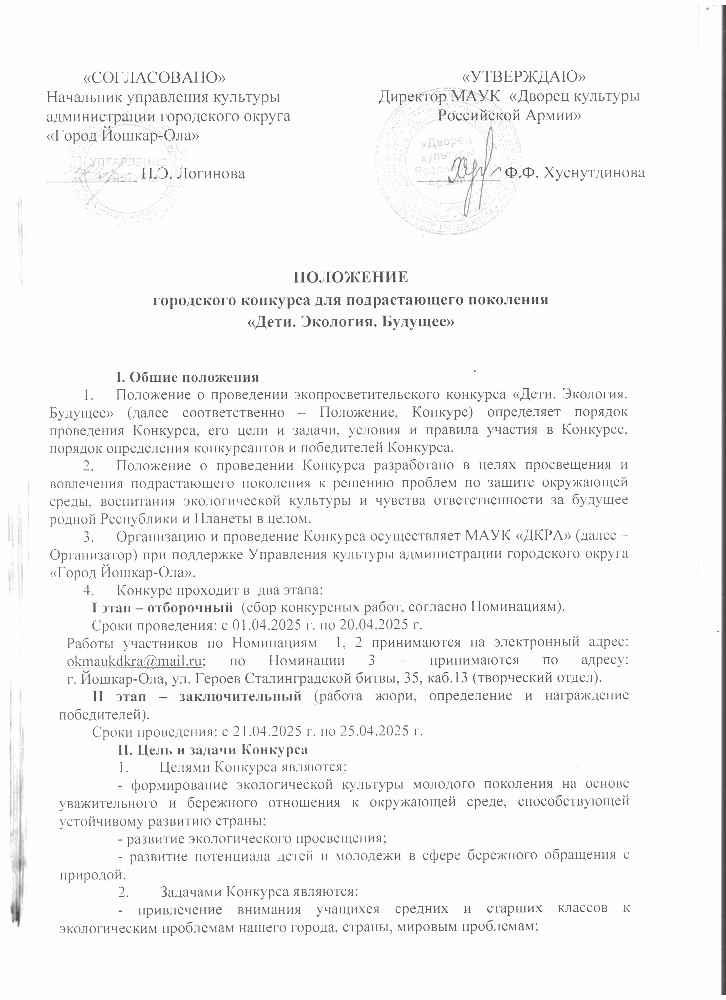 «СОГЛАСОВАНО»
Начальник управления культуры
администрации городского округа
«Город Йошкар-Ола»
УПРАВЛЕНИЕ
КУЛЬТУРЫ
Н.Э. Логинова
«УТВЕРЖДАЮ»
Директор МАУК «Дворец культуры
Российской Армии»
«Дворец
культуры
Российской
Армии»
ОГРН 1141215006954
Ф.Ф. Хуснутдинова
ПОЛОЖЕНИЕ
городского конкурса для подрастающего поколения
«Дети. Экология. Будущее»
I. Общие положения
1. Положение о проведении экопросветительского конкурса «Дети. Экология.
Будущее» (далее соответственно – Положение, Конкурс) определяет порядок
проведения Конкурса, его цели и задачи, условия и правила участия в Конкурсе,
порядок определения конкурсантов и победителей Конкурса.
2. Положение о проведении Конкурса разработано в целях просвещения и
вовлечения подрастающего поколения к решению проблем по защите окружающей
среды, воспитания экологической культуры и чувства ответственности за будущее
родной Республики и Планеты в целом.
3. Организацию и проведение Конкурса осуществляет МАУК «ДКРА» (далее –
Организатор) при поддержке Управления культуры администрации городского округа
«Город Йошкар-Ола».
4. Конкурс проходит в два этапа:
I этап – отборочный (сбор конкурсных работ, согласно Номинациям).
Сроки проведения: с 01.04.2025 г. по 20.04.2025 г.
Работы участников по Номинациям 1, 2 принимаются на электронный адрес:
okmaukdkra@mail.ru; по Номинации 3 – принимаются по адресу:
г. Йошкар-Ола, ул. Героев Сталинградской битвы, 35, каб.13 (творческий отдел).
II этап – заключительный (работа жюри, определение и награждение
победителей).
Сроки проведения: с 21.04.2025 г. по 25.04.2025 г.
II. Цель и задачи Конкурса
1. Целями Конкурса являются:
- формирование экологической культуры молодого поколения на основе
уважительного и бережного отношения к окружающей среде, способствующей
устойчивому развитию страны;
- развитие экологического просвещения;
- развитие потенциала детей и молодежи в сфере бережного обращения с
природой.
2. Задачами Конкурса являются:
- привлечение внимания учащихся средних и старших классов к
экологическим проблемам нашего города, страны, мировым проблемам;